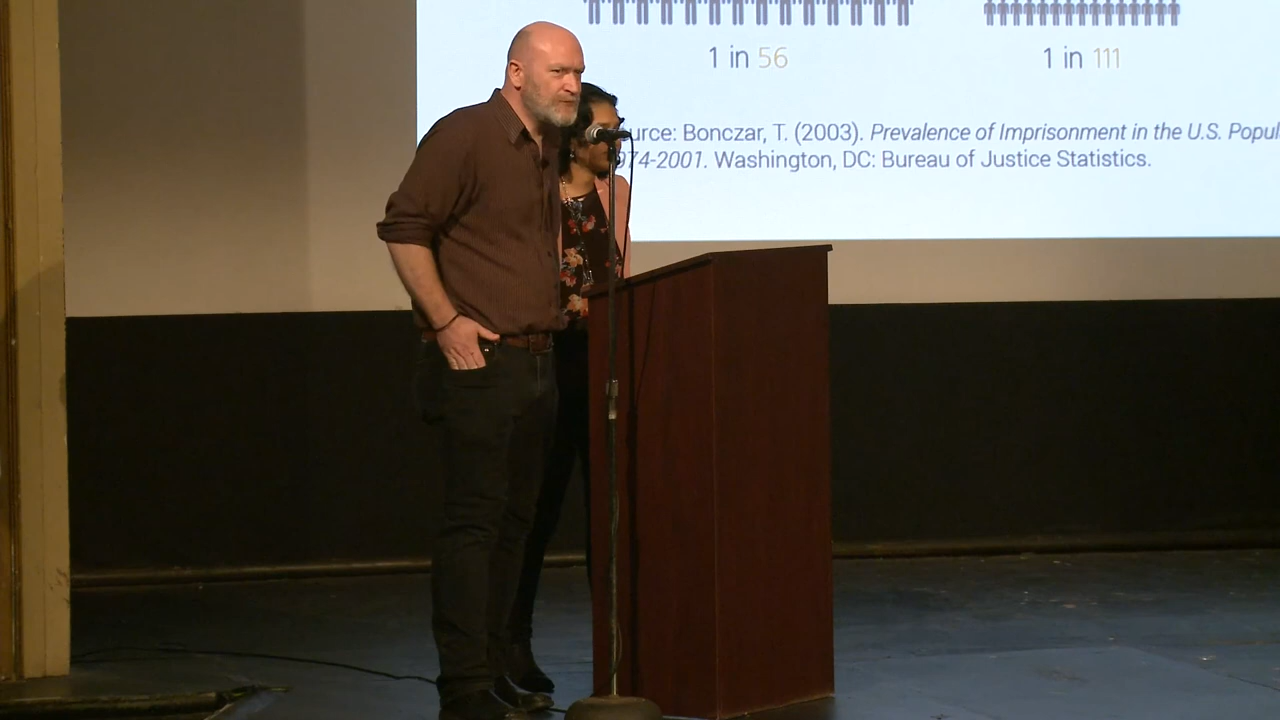 1 in 56 1 in 111
urce: Bonczar, T. (2003). Prevalence of Imprisonment in the U.S. Popul
974-2001. Washington, DC: Bureau of Justice Statistics.